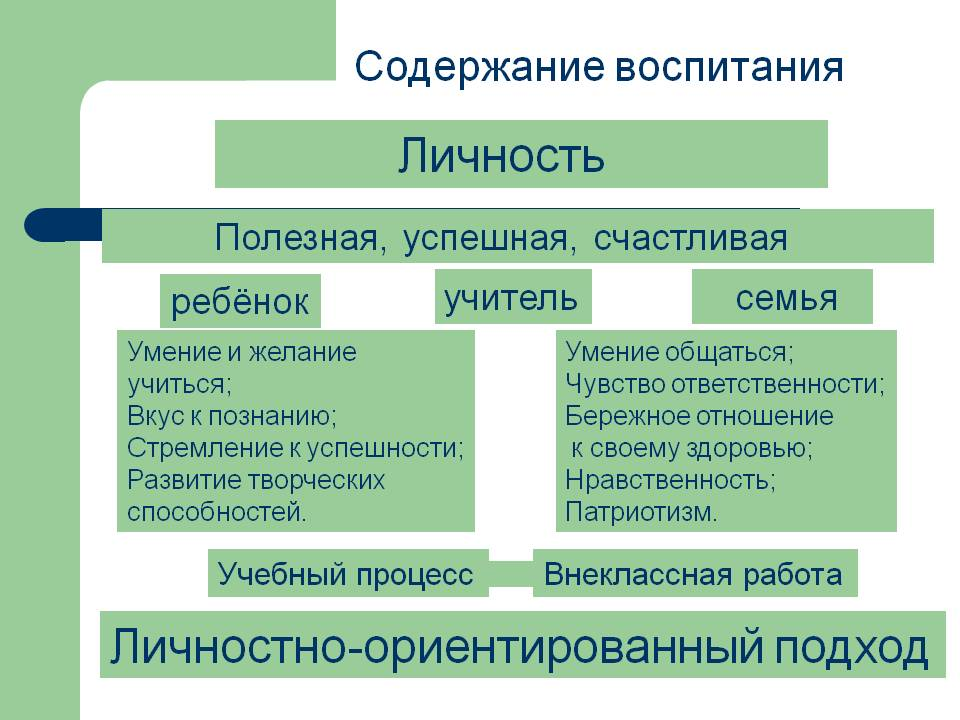 Содержание воспитания
Личность
Полезная, успешная, счастливая
ребёнок
учитель
семья
Умение и желание
учиться;
Вкус к познанию;
Стремление к успешности;
Развитие творческих
способностей.
Умение общаться;
Чувство ответственности;
Бережное отношение
к своему здоровью;
Нравственность;
Патриотизм.
Учебный процесс
Внеклассная работа
Личностно-ориентированный подход